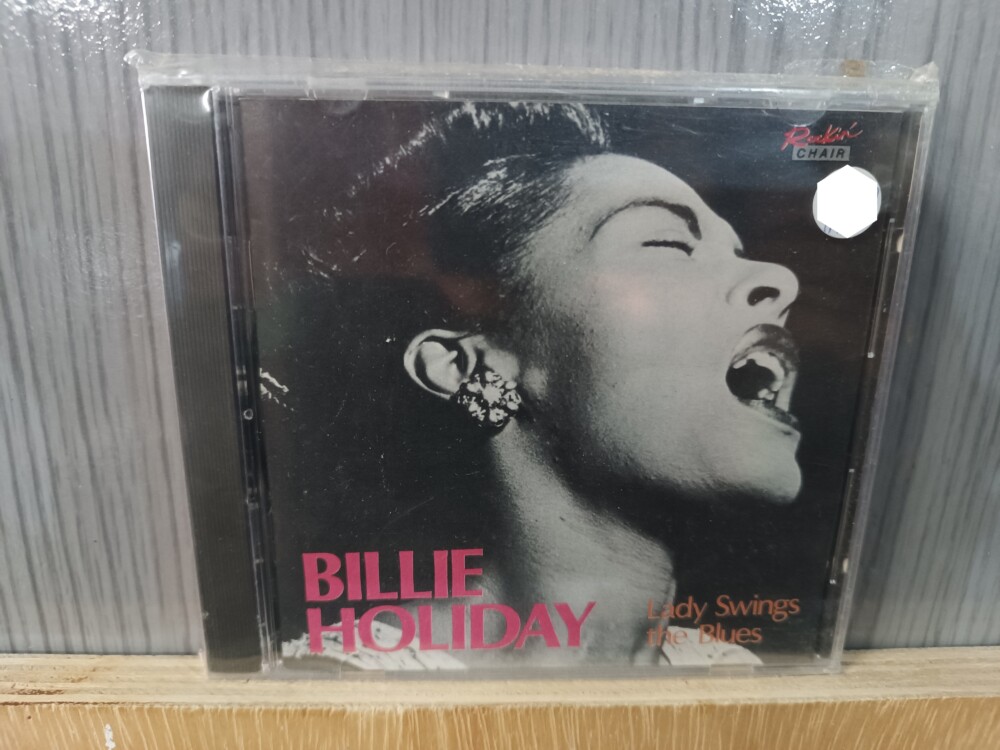 Rockin'
CHAIR
BILLIE
HOLIDAY
Lady Swings
the Blues